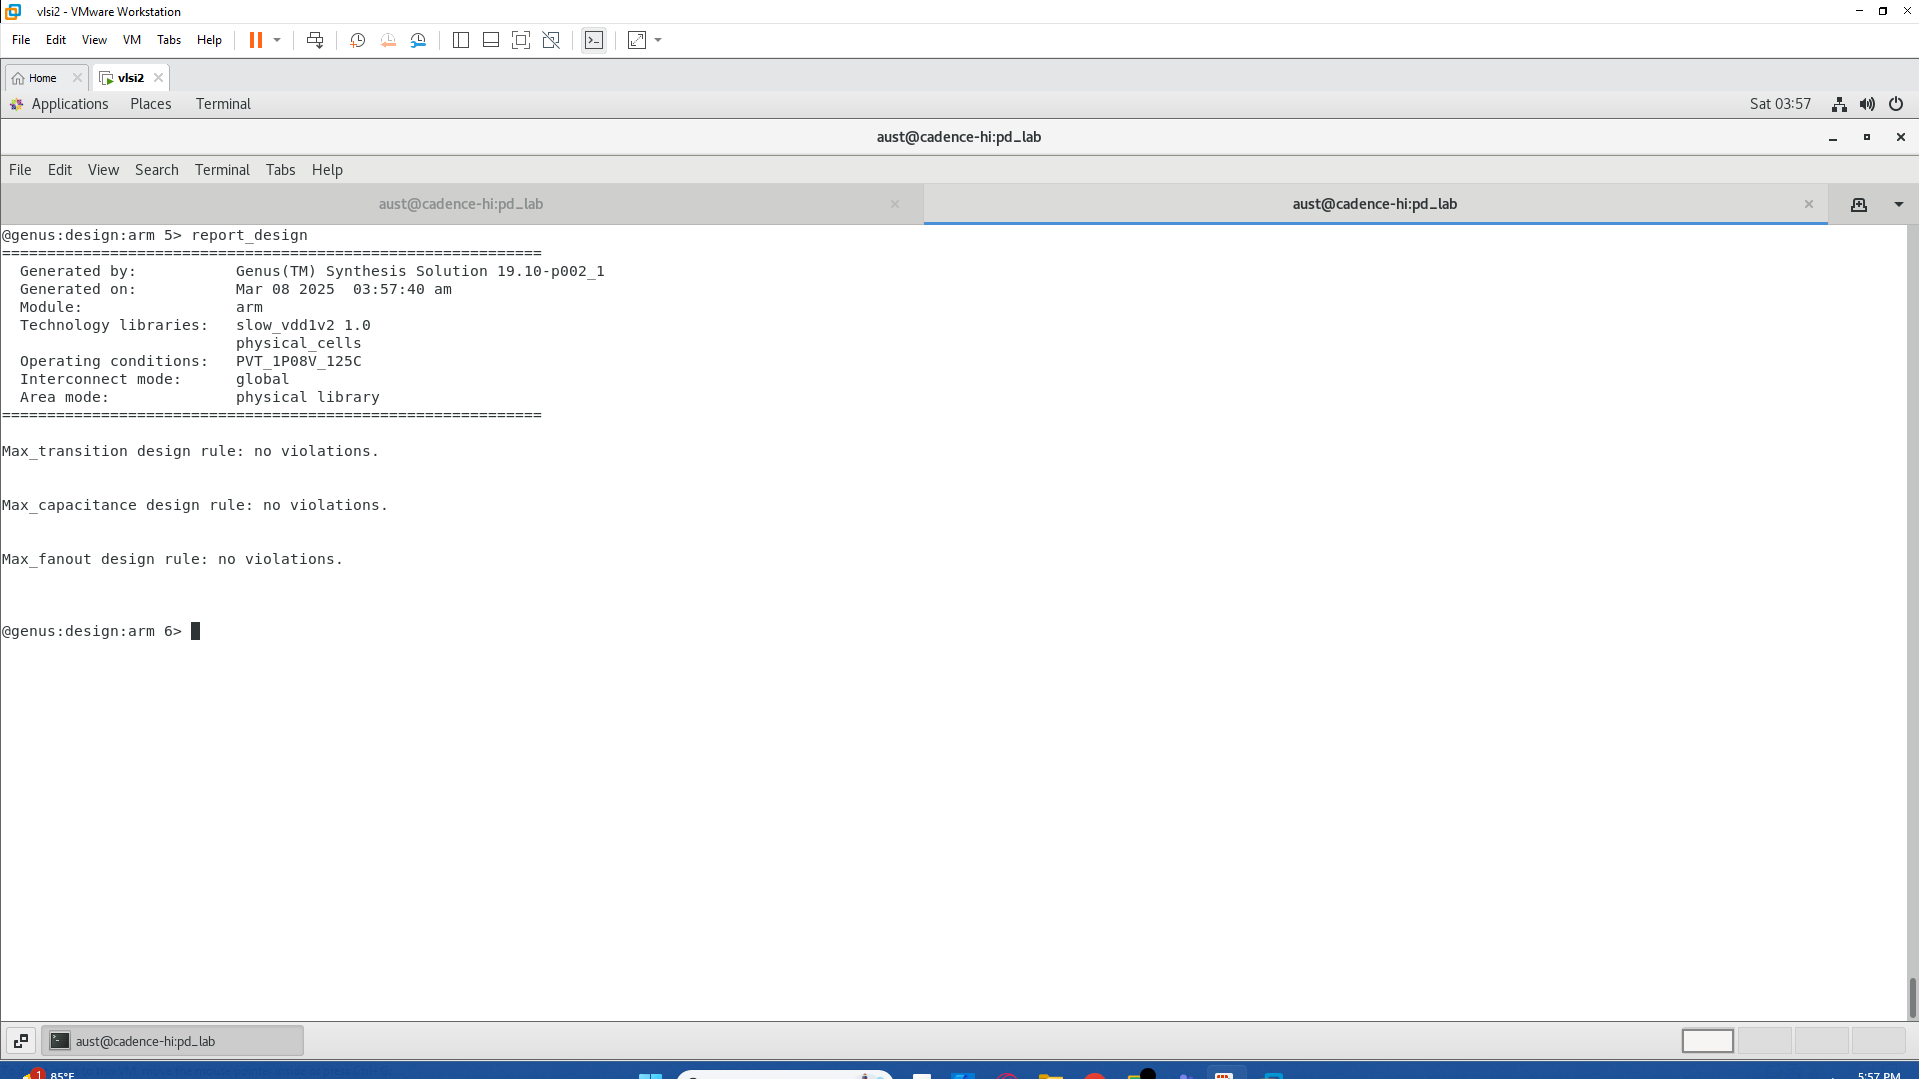 vlsi2 - VMware Workstation
File Edit View VM Tabs Help
Home vlsi2
Applications Places Terminal Sat 03:57
aust@cadence-hi:pd_lab
File Edit View Search Terminal Tabs Help
aust@cadence-hi:pd_lab aust@cadence-hi:pd_lab
@genus:design:arm 5> report_design
============================================================
Generated by: Genus(TM) Synthesis Solution 19.10-p002_1
Generated on: Mar 08 2025 03:57:40 am
Module: arm
Technology libraries: slow_vdd1v2 1.0
physical_cells
Operating conditions: PVT_1P08V_125C
Interconnect mode: global
Area mode: physical library
============================================================
Max_transition design rule: no violations.
Max_capacitance design rule: no violations.
Max_fanout design rule: no violations.
@genus:design:arm 6>
aust@cadence-hi:pd_lab
1 85°F 5:57 PM